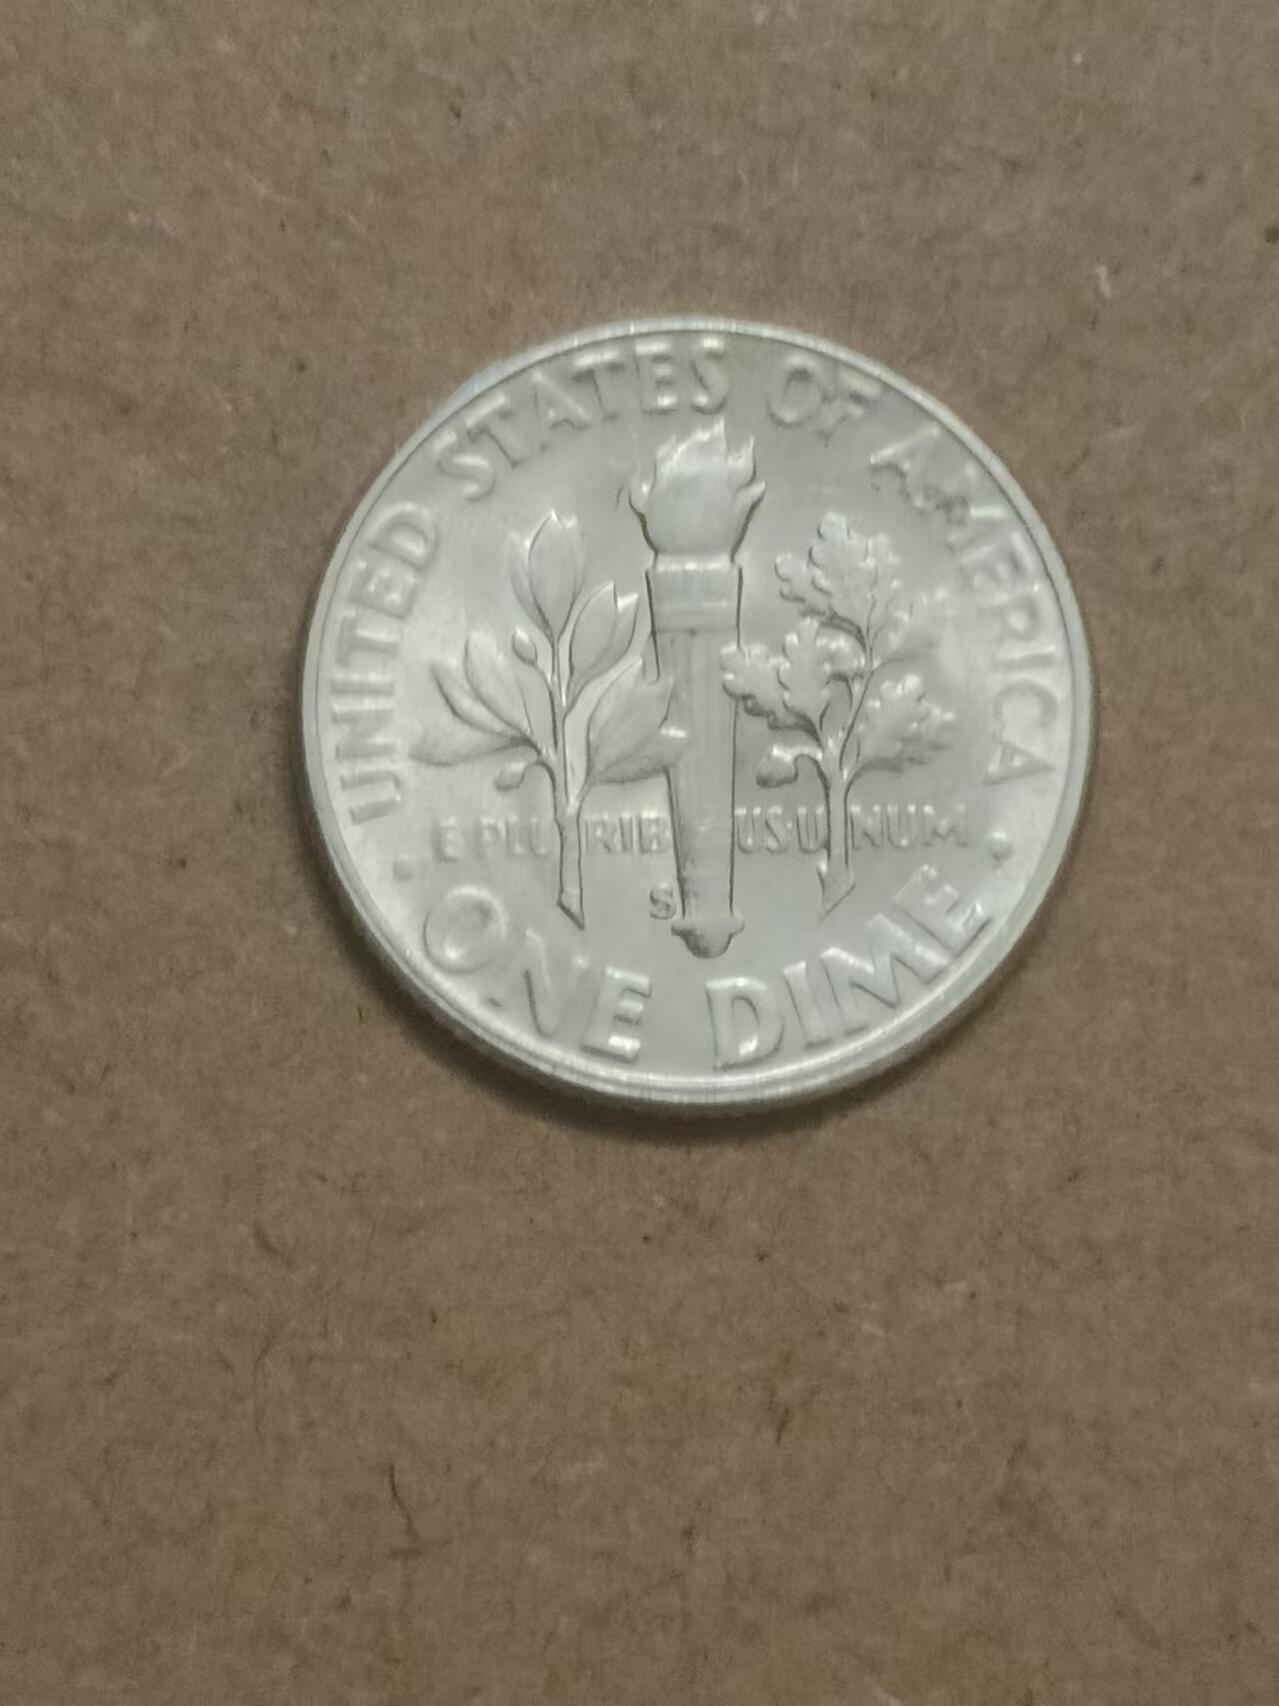 UNITED STATES OF AMERICA
E PLURIBUS UNUM
S
ONE DIME